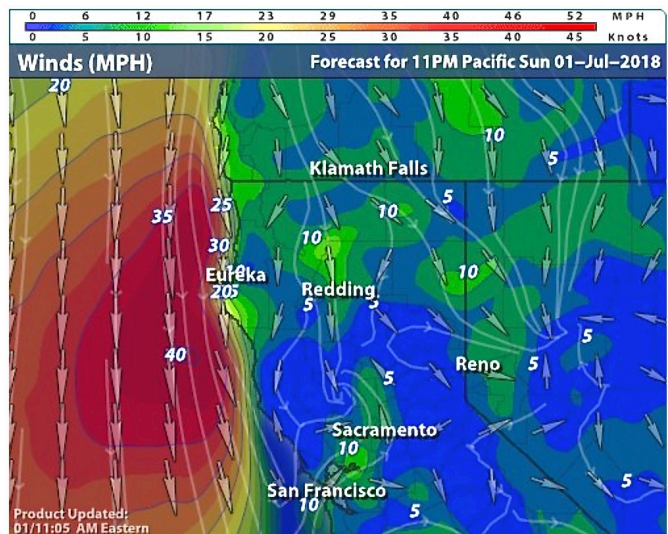 0 6 12 17 23 29 35 40 46 52 MPH
0 5 10 15 20 25 30 35 40 45 Knots
Winds (MPH) Forecast for 11PM Pacific Sun 01-Jul-2018
20
10
5
Klamath Falls
35 25 10 5
30 10
Eureka 10
20 Redding
5
40 5 5
Reno
5
Sacramento
10
San Francisco 5
10 5
Product Updated:
01/11:05 AM Eastern